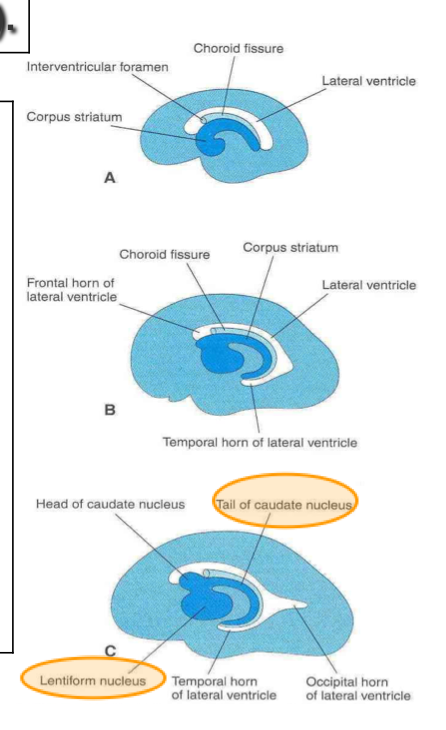 ).
Choroid fissure
Interventricular foramen
Lateral ventricle
Corpus striatum
A
Choroid fissure
Corpus striatum
Frontal horn of
lateral ventricle
Lateral ventricle
B
Temporal horn of lateral ventricle
Head of caudate nucleus
Tail of caudate nucleus
C
Lentiform nucleus
Temporal horn
of lateral ventricle
Occipital horn
of lateral ventricle